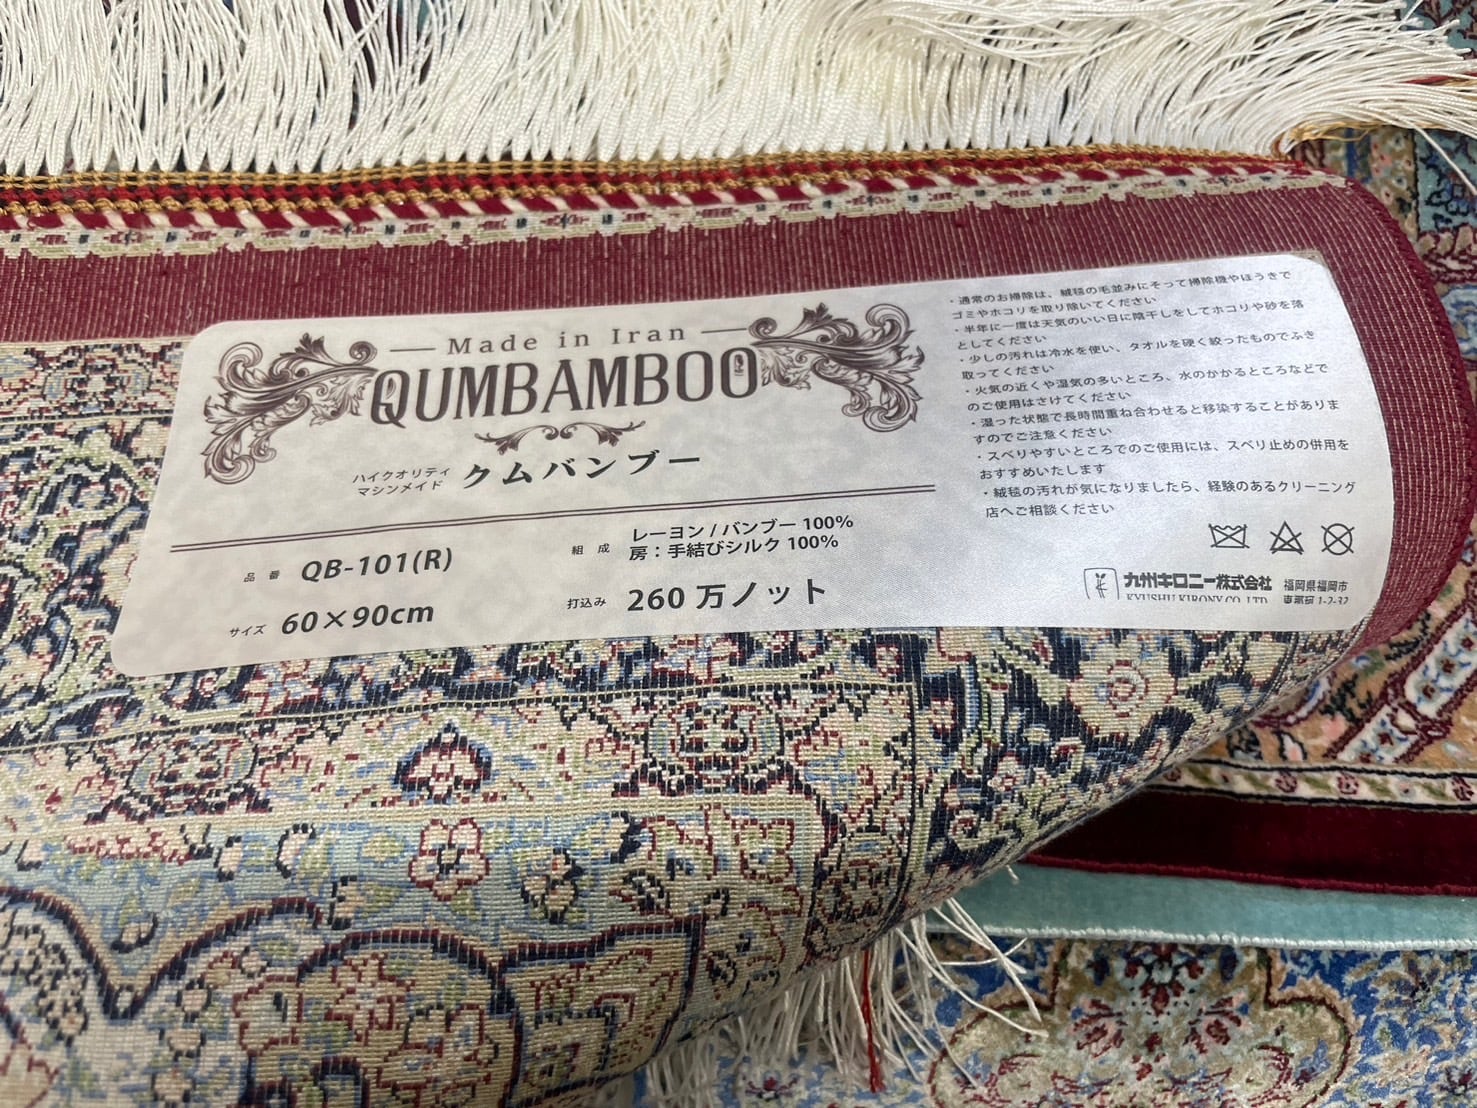 Made in Iran
QUMBAMBOO
ハイクオリティ
マシンメイド
クムバンブー
品番 QB-101(R)
サイズ 60×90cm
組成 レーヨン / バンブー 100%
房：手結びシルク 100%
打込み 260 万ノット
・通常のお掃除は、絨毯の毛並みにそって掃除機やほうきで
ゴミやホコリを取り除いてください
・半年に一度は天気のいい日に陰干しをしてホコリや砂を落
としてください
・少しの汚れは冷水を使い、タオルを硬く絞ったものでふき
取ってください
・火気の近くや湿気の多いところ、水のかかるところなどで
のご使用はさけてください
・湿った状態で長時間重ね合わせると移染することがありま
すのでご注意ください
・スベりやすいところでのご使用には、スベリ止めの併用を
おすすめいたします
・絨毯の汚れが気になりましたら、経験のあるクリーニング
店へご相談ください
九州キロニー株式会社
KYUSHU KIRONY CO. LTD.
福岡県福岡市
1-2-32